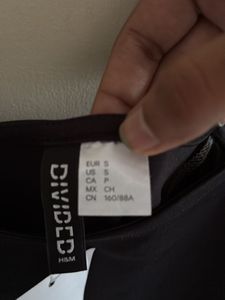 DIVIDED
H&M
EUR S
US S
CA P
MX CH
CN 160/88A